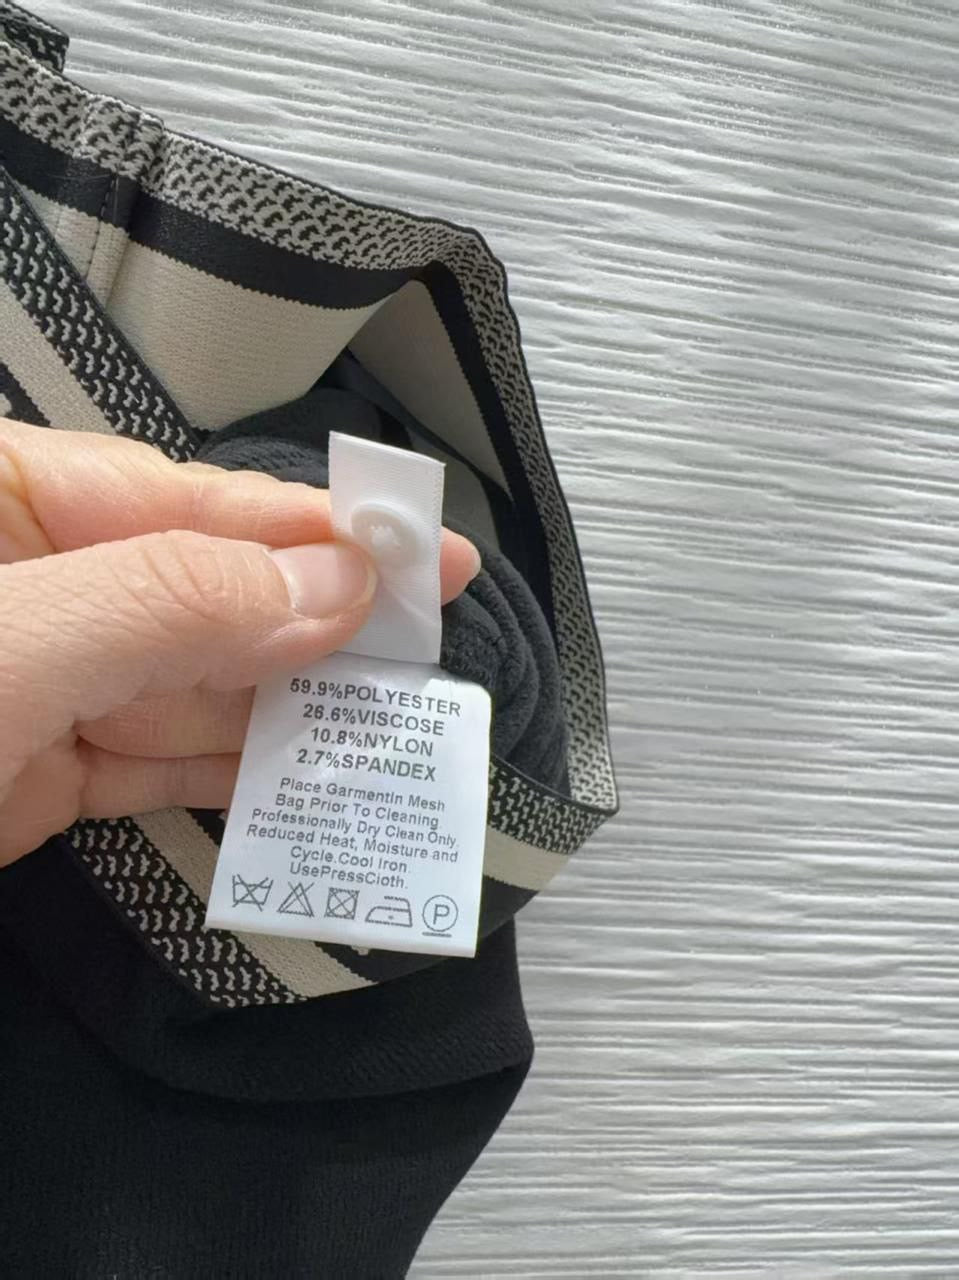 59.9%POLYESTER
26.6%VISCOSE
10.8%NYLON
2.7%SPANDEX
Place GarmentIn Mesh
Bag Prior To Cleaning.
Professionally Dry Clean Only.
Reduced Heat, Moisture and
Cycle.Cool Iron.
UsePressCloth.
P